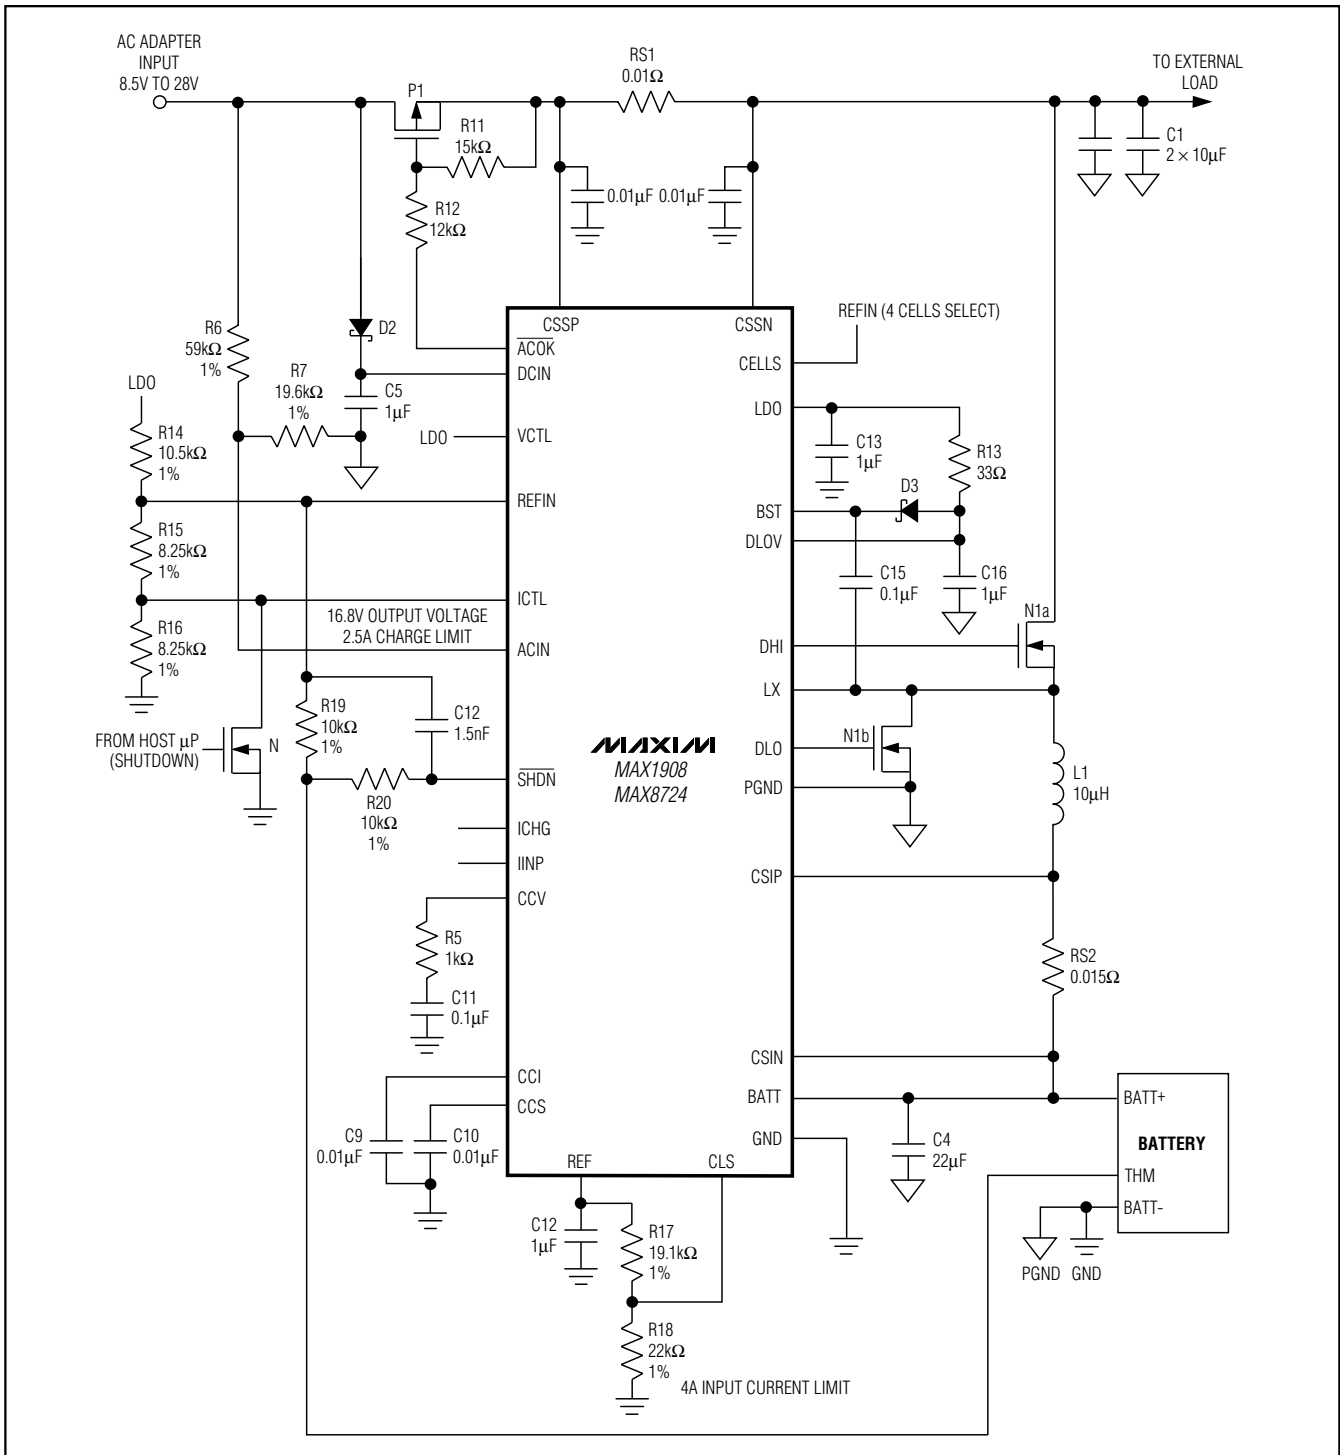 AC ADAPTER
INPUT
8.5V TO 28V
P1
RS1
0.01Ω
TO EXTERNAL
LOAD
R11
15kΩ
C1
2 × 10µF
0.01µF
0.01µF
R12
12kΩ
CSSP
CSSN
REFIN (4 CELLS SELECT)
R6
59kΩ
1%
D2
ACOK
DCIN
CELLS
LDO
R7
19.6kΩ
1%
C5
1µF
LDO
R14
10.5kΩ
1%
LDO
VCTL
C13
1µF
R13
33Ω
REFIN
BST
D3
DLOV
R15
8.25kΩ
1%
C15
0.1µF
C16
1µF
ICTL
16.8V OUTPUT VOLTAGE
2.5A CHARGE LIMIT
R16
8.25kΩ
1%
ACIN
DHI
N1a
LX
R19
10kΩ
1%
C12
1.5nF
FROM HOST µP
(SHUTDOWN)
N
MAXIM
MAX1908
MAX8724
DLO
N1b
PGND
L1
10µH
SHDN
R20
10kΩ
1%
ICHG
IINP
CSIP
CCV
R5
1kΩ
RS2
0.015Ω
C11
0.1µF
CSIN
CCI
CCS
BATT
BATT+
C9
0.01µF
C10
0.01µF
GND
C4
22µF
BATTERY
THM
BATT-
REF
CLS
C12
1µF
R17
19.1kΩ
1%
PGND
GND
R18
22kΩ
1%
4A INPUT CURRENT LIMIT